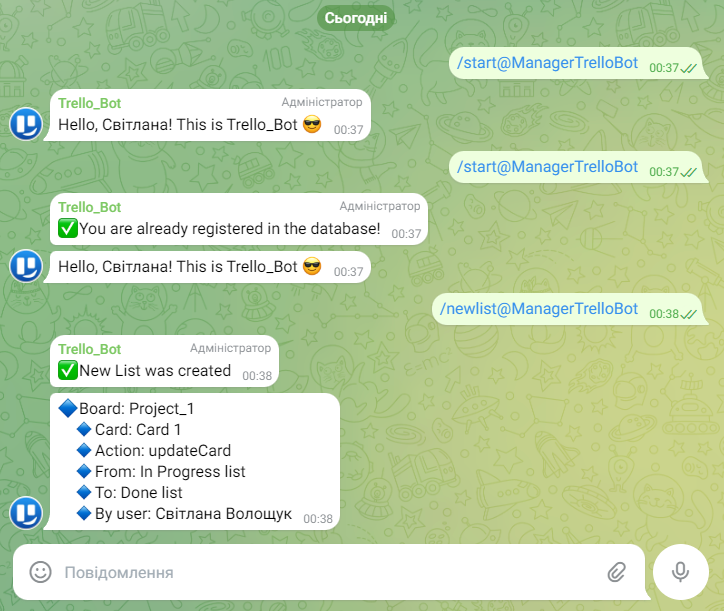 Сьогодні
/start@ManagerTrelloBot 00:37
Trello_Bot Адміністратор
Hello, Світлана! This is Trello_Bot 😎 00:37
/start@ManagerTrelloBot 00:37
Trello_Bot Адміністратор
✅You are already registered in the database! 00:37
Hello, Світлана! This is Trello_Bot 😎 00:37
/newlist@ManagerTrelloBot 00:38
Trello_Bot Адміністратор
✅New List was created 00:38
🔷Board: Project_1
🔹Card: Card 1
🔹Action: updateCard
🔹From: In Progress list
🔹To: Done list
🔹By user: Світлана Волощук 00:38
Повідомлення